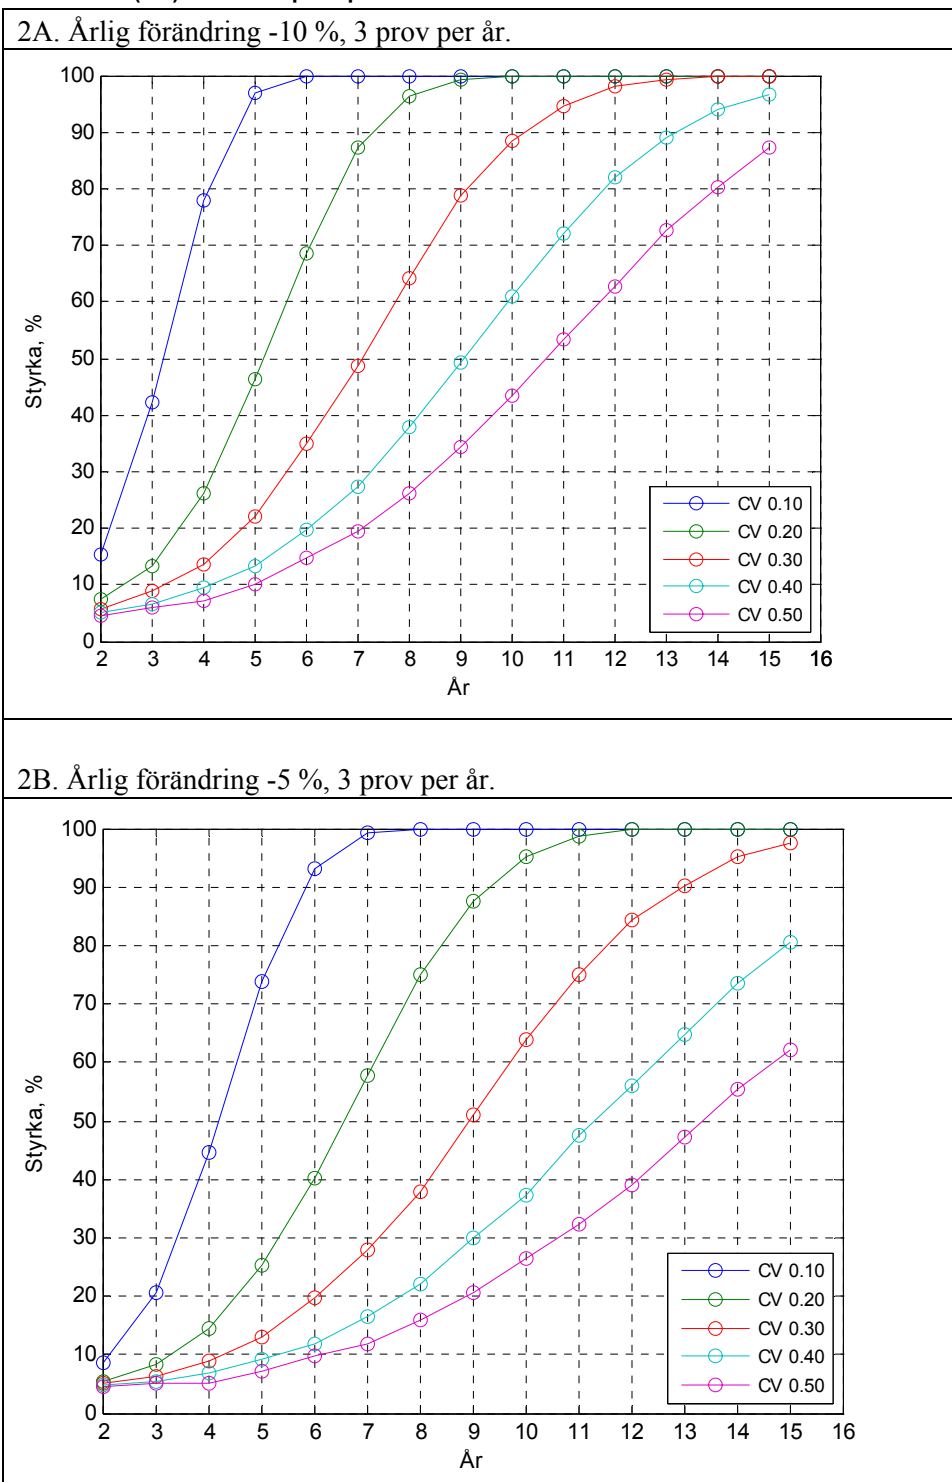 2A. Årlig förändring -10 %, 3 prov per år.
100
90
80
70
60
50
40
30
20
10
0
Styrka, %
2 3 4 5 6 7 8 9 10 11 12 13 14 15 16
År
CV 0.10
CV 0.20
CV 0.30
CV 0.40
CV 0.50
2B. Årlig förändring -5 %, 3 prov per år.
100
90
80
70
60
50
40
30
20
10
0
Styrka, %
2 3 4 5 6 7 8 9 10 11 12 13 14 15 16
År
CV 0.10
CV 0.20
CV 0.30
CV 0.40
CV 0.50